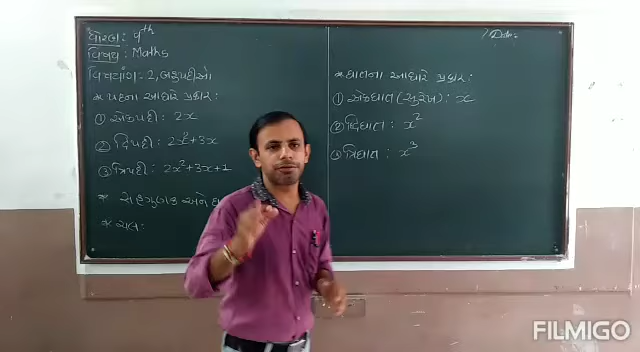 ધોરણ : 9th
વિષય : Maths
વિભાગ = 2, બહુપદીઓ
* પદના આધારે પ્રકાર :
① એકપદી : 2x
② દ્વિપદી : 2x²+3x
③ ત્રિપદી : 2x²+3x+1
* સહગુણક અને ઘા
* ચલ :
Date:
* ઘાતના આધારે પ્રકાર :
① એકઘાત (સુરેખ) : x
② દ્વિઘાત : x²
③ ત્રિઘાત : x³
FILMIGO